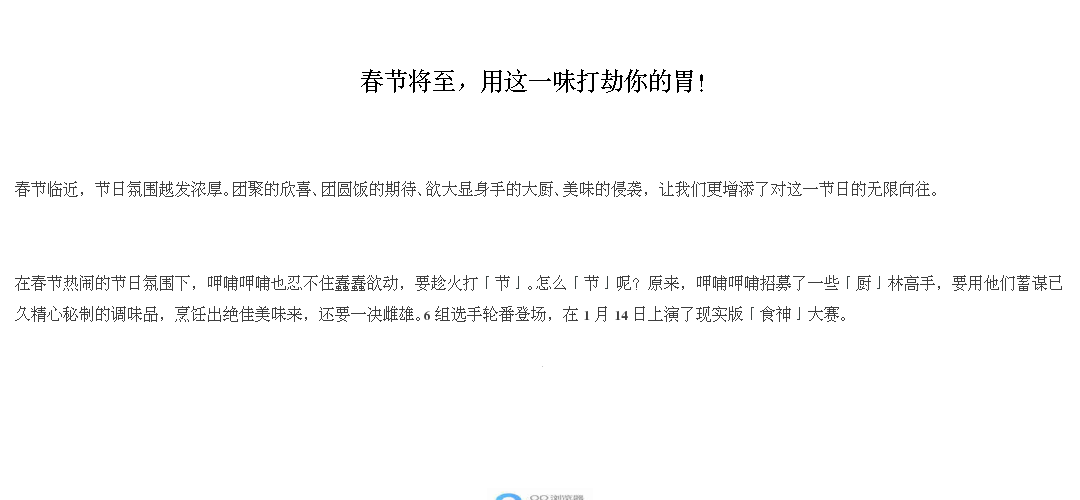 春节将至，用这一味打劫你的胃！
春节临近，节日氛围越发浓厚。团聚的欣喜、团圆饭的期待、欲大显身手的大厨、美味的侵袭，让我们更增添了对这一节日的无限向往。
在春节热闹的节日氛围下，呷哺呷哺也忍不住蠢蠢欲动，要趁火打「节」。怎么「节」呢？原来，呷哺呷哺招募了一些「厨」林高手，要用他们蓄谋已
久精心秘制的调味品，烹饪出绝佳美味来，还要一决雌雄。6 组选手轮番登场，在 1 月 14 日上演了现实版「食神」大赛。